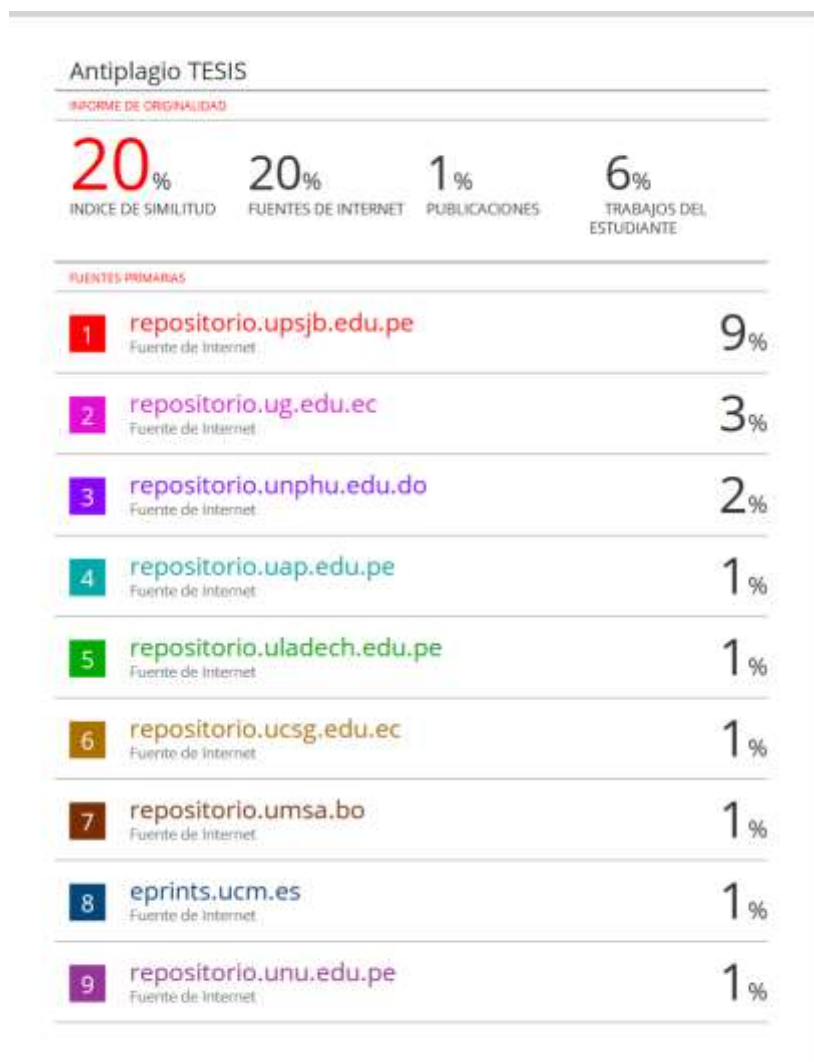 Antiplagio TESIS
INFORME DE ORIGINALIDAD
20% 20% 1% 6%
INDICE DE SIMILITUD FUENTES DE INTERNET PUBLICACIONES TRABAJOS DEL
ESTUDIANTE
FUENTES PRIMARIAS
1 repositorio.upsjb.edu.pe 9%
Fuente de Internet
2 repositorio.ug.edu.ec 3%
Fuente de Internet
3 repositorio.unphu.edu.do 2%
Fuente de Internet
4 repositorio.uap.edu.pe 1%
Fuente de Internet
5 repositorio.uladech.edu.pe 1%
Fuente de Internet
6 repositorio.ucsg.edu.ec 1%
Fuente de Internet
7 repositorio.umsa.bo 1%
Fuente de Internet
8 eprints.ucm.es 1%
Fuente de Internet
9 repositorio.unu.edu.pe 1%
Fuente de Internet